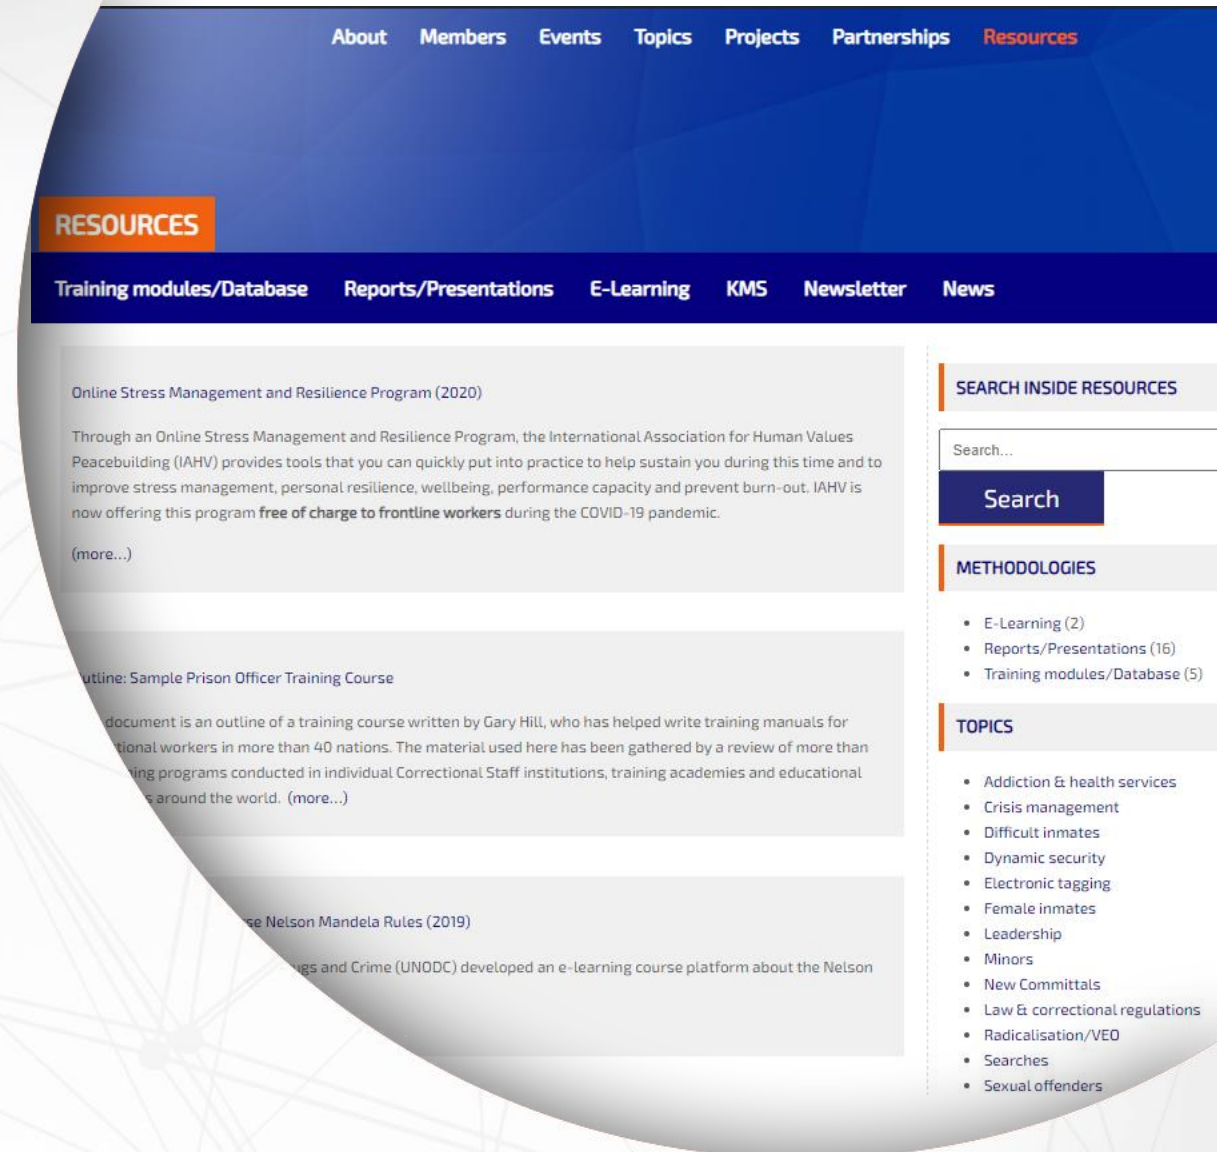 About Members Events Topics Projects Partnerships Resources
RESOURCES
Training modules/Database Reports/Presentations E-Learning KMS Newsletter News
Online Stress Management and Resilience Program (2020)
Through an Online Stress Management and Resilience Program, the International Association for Human Values
Peacebuilding (IAHV) provides tools that you can quickly put into practice to help sustain you during this time and to
improve stress management, personal resilience, wellbeing, performance capacity and prevent burn-out. IAHV is
now offering this program free of charge to frontline workers during the COVID-19 pandemic.
(more...)
Sample Prison Officer Training Course
document is an outline of a training course written by Gary Hill, who has helped write training manuals for
workers in more than 40 nations. The material used here has been gathered by a review of more than
programs conducted in individual Correctional Staff institutions, training academies and educational
around the world. (more...)
Nelson Mandela Rules (2019)
and Crime (UNODC) developed an e-learning course platform about the Nelson
SEARCH INSIDE RESOURCES
Search...
Search
METHODOLOGIES
E-Learning (2)
Reports/Presentations (16)
Training modules/Database (5)
TOPICS
Addiction & health services
Crisis management
Difficult inmates
Dynamic security
Electronic tagging
Female inmates
Leadership
Minors
New Committals
Law & correctional regulations
Radicalisation/VEO
Searches
Sexual offenders